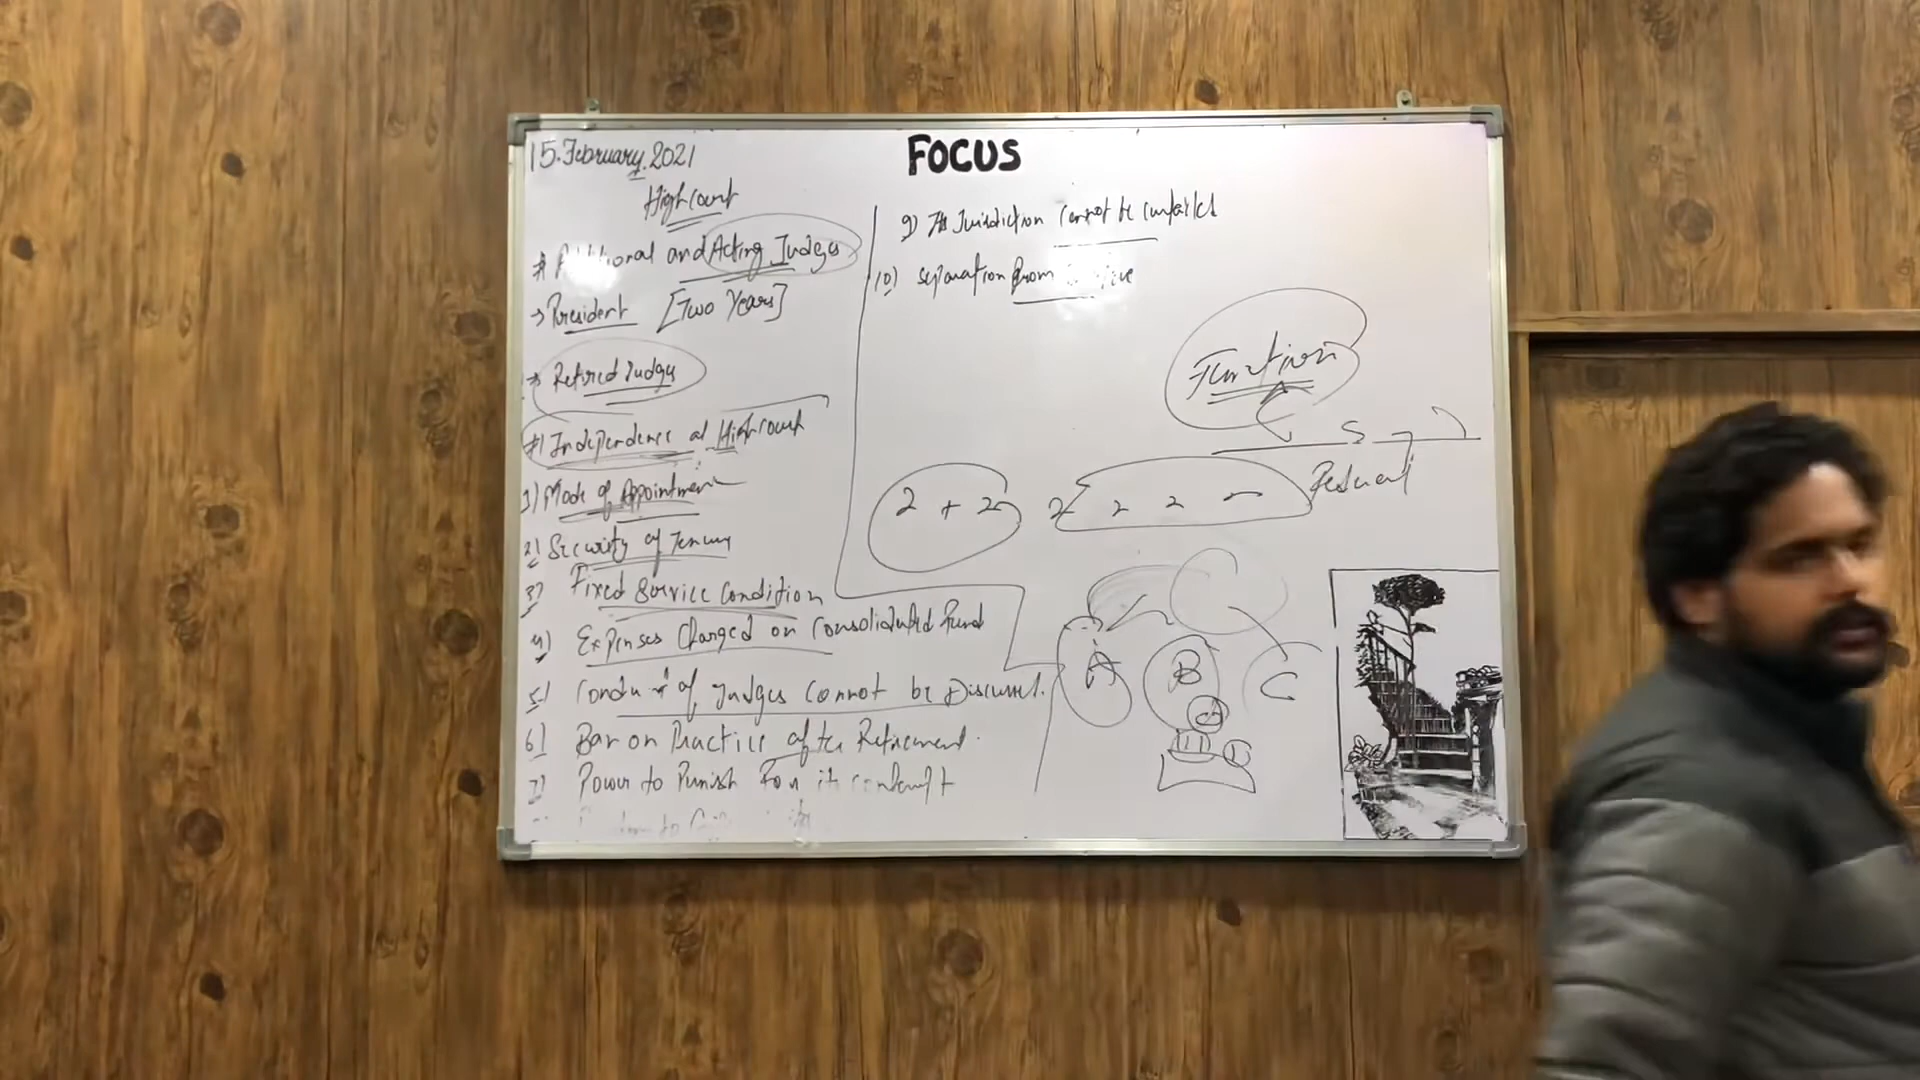 15.February.2021
FOCUS
High Court
# Additional and Acting Judges
→ President [Two Years]
→ Retired Judges
# Independence of High Court
1) Mode of Appointment
2) Security of Tenure
3) Fixed Service Condition
4) Expenses Charged on Consolidated Fund
5) Conduct of Judges Cannot be Discussed.
6) Bar on Practice after Retirement.
7) Power to Punish For its contempt
9) Its Jurisdiction Cannot be curtailed
10) Separation from
Function
2 + 2
2 2 2
A B C